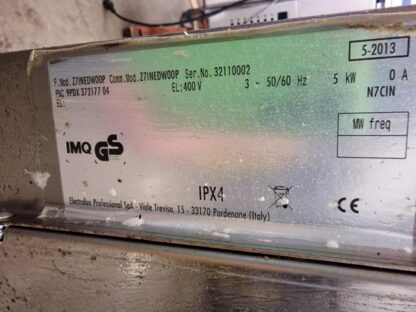 5-2013
F.Mod. Z7INEDW00P Comm.Mod. Z7INEDW00P Ser.No. 32110002
PNC 9PDX 372177 04 EL: 400 V 3 ~ 50/60 Hz 5 kW 0 A
EL: N7CIN
MW freq
IMQ GS
IPX4 CE
Electrolux Professional SpA - Viale Treviso, 15 - 33170 Pordenone (Italy)